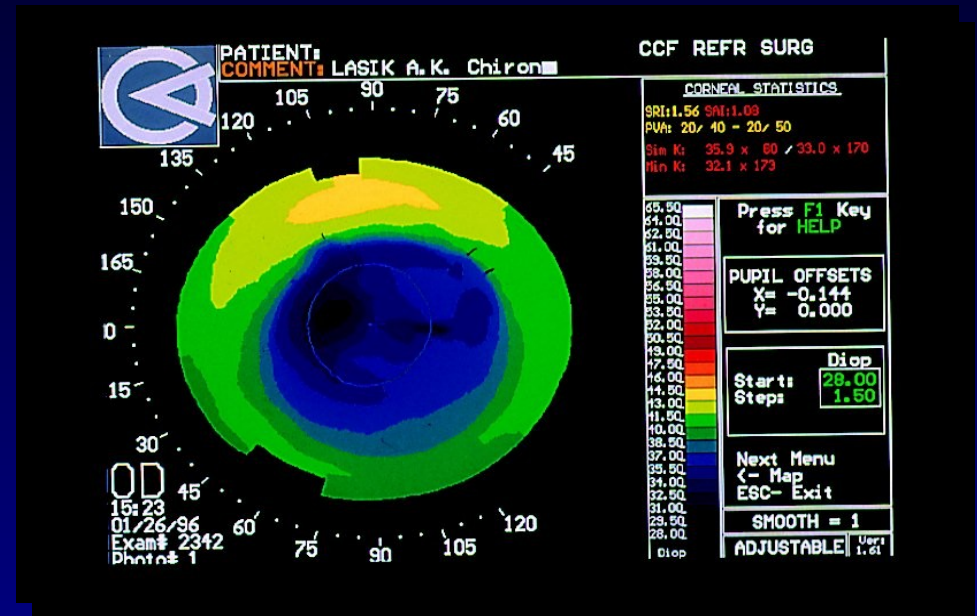 PATIENT:
COMMENT: LASIK A.K. Chiron
CCF REFR SURG
CORNEAL STATISTICS
SRI:1.56 SAI:1.09
PVA: 20/ 40 - 20/ 50
Sim K: 35.9 x 80 / 33.0 x 170
Min K: 32.1 x 173
135
120
105
90
75
60
45
150
165
0
15
30
45
60
75
90
105
120
OD
15:23
01/26/96
Exam# 2342
Photo# 1
65.50
64.00
62.50
61.00
59.50
58.00
56.50
55.00
53.50
52.00
50.50
49.00
47.50
46.00
44.50
43.00
41.50
40.00
38.50
37.00
35.50
34.00
32.50
31.00
29.50
28.00
Diop
Press F1 Key
for HELP
PUPIL OFFSETS
X= -0.144
Y= 0.000
Diop
Start: 28.00
Step: 1.50
Next Menu
<- Map
ESC- Exit
SMOOTH = 1
ADJUSTABLE
Ver:
1.61